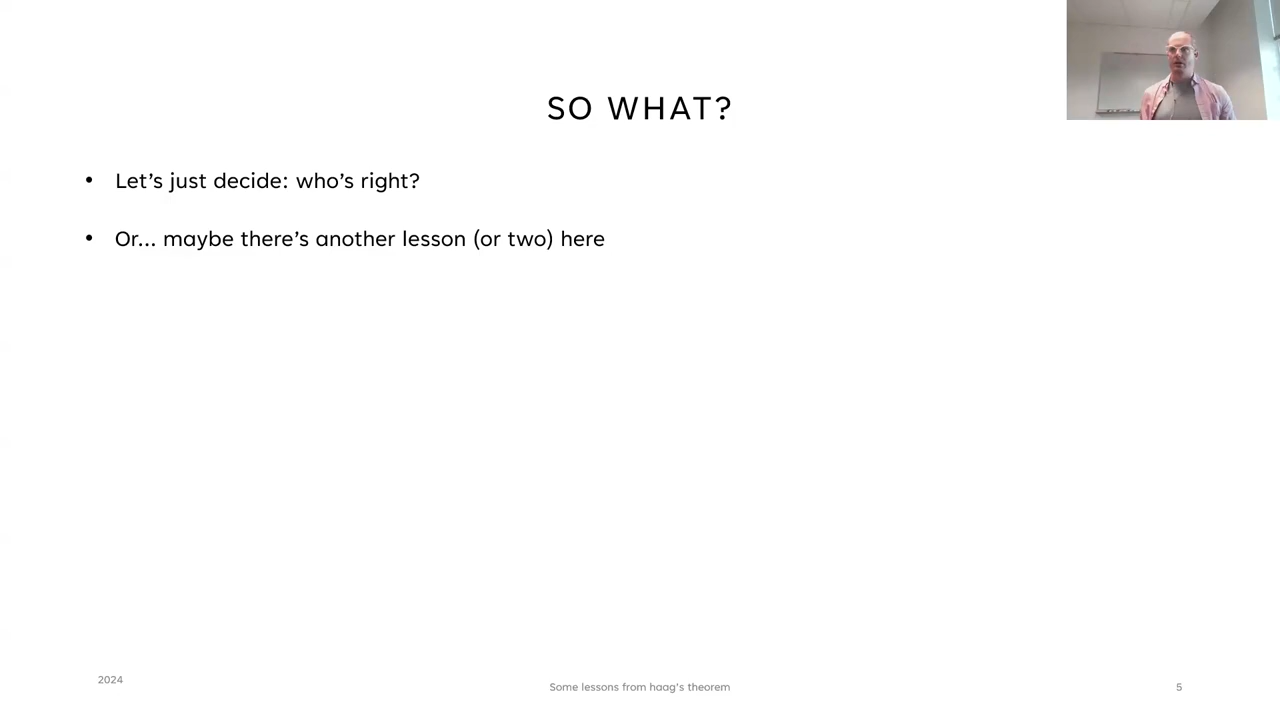 SO WHAT?
• Let’s just decide: who’s right?
• Or... maybe there’s another lesson (or two) here
2024
Some lessons from haag’s theorem
5